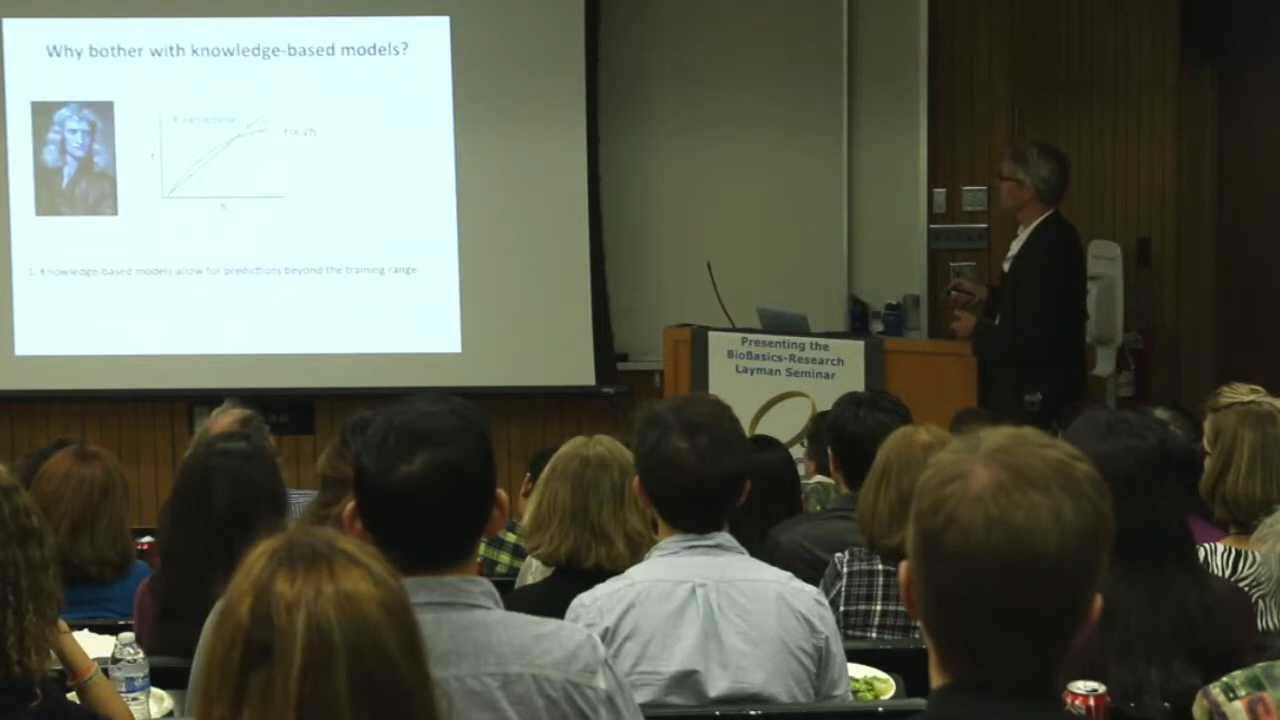 Why bother with knowledge-based models?
t∝√h
h
1. Knowledge-based models allow for predictions beyond the training range
Presenting the
BioBasics-Research
Layman Seminar